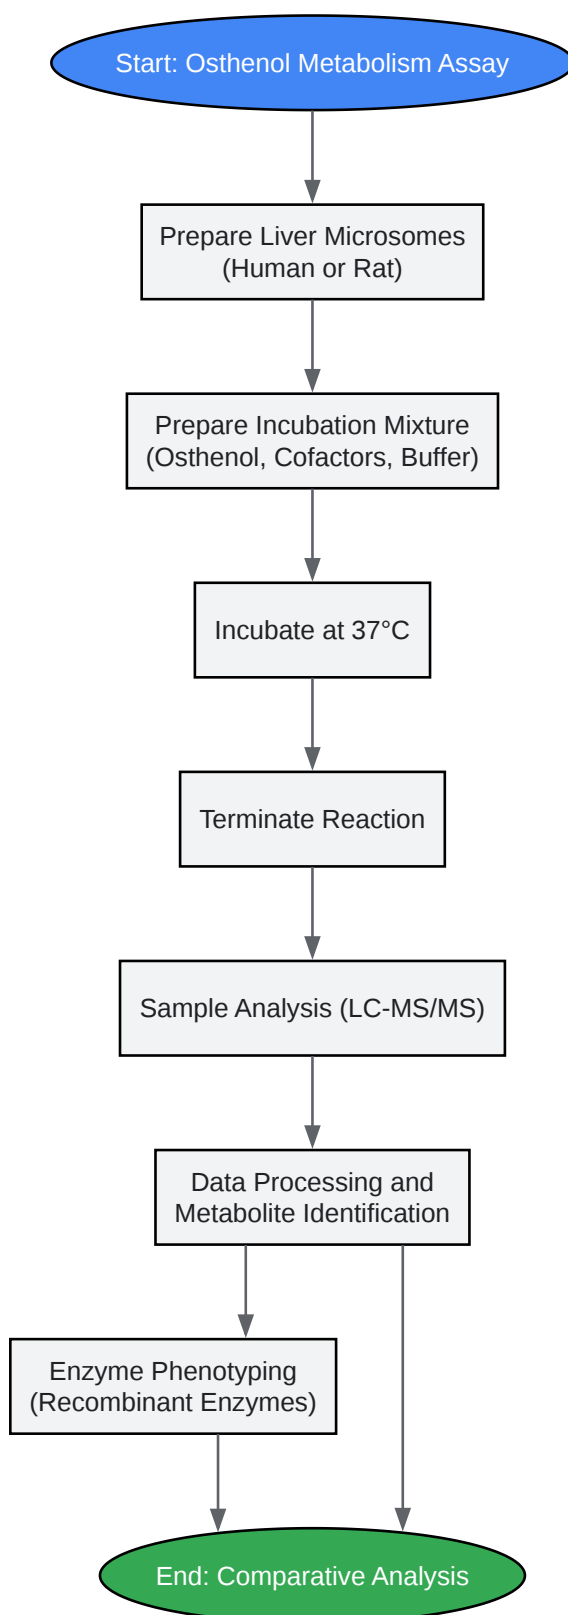 Start: Osthenol Metabolism Assay
Prepare Liver Microsomes
(Human or Rat)
Prepare Incubation Mixture
(Osthenol, Cofactors, Buffer)
Incubate at 37°C
Terminate Reaction
Sample Analysis (LC-MS/MS)
Data Processing and
Metabolite Identification
Enzyme Phenotyping
(Recombinant Enzymes)
End: Comparative Analysis